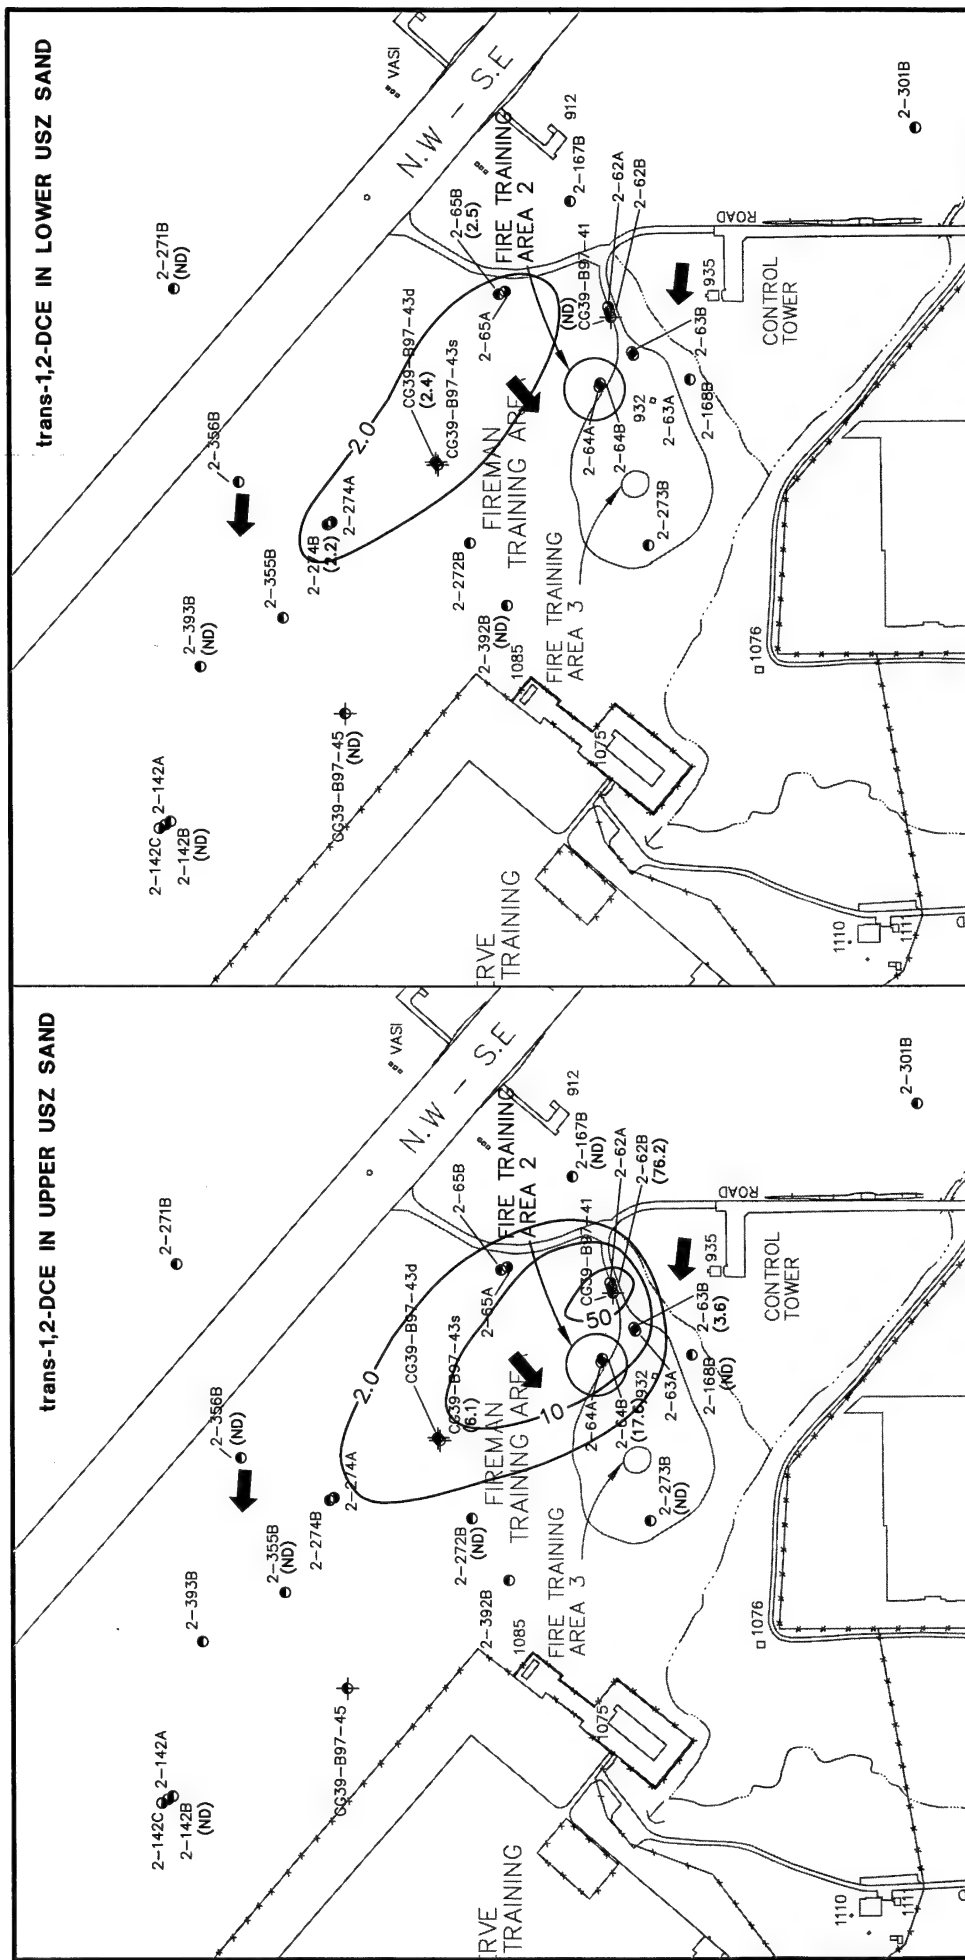 trans-1,2-DCE IN UPPER USZ SAND
VASI
N.W – S.E
912
2-271B
2-65B
FIRE TRAINING
AREA 2
2-167B
(ND)
2-62A
2-62B
(76.2)
2-301B
CG39-B97-43d
CG39-B97-43s
(6.1)
2-65A
CG39-B97-41
ROAD
2.0
10
50
935
2-63B
(3.6)
CONTROL
TOWER
2-356B
(ND)
2-274A
2-274B
FIREMAN
TRAINING AREA
2-64A
2-64B
(17.6)
932
2-63A
2-168B
(ND)
2-355B
(ND)
2-393B
2-272B
(ND)
2-392B
FIRE TRAINING
AREA 3
2-273B
(ND)
1085
1076
CG39-B97-45
1075
2-142A
2-142C
2-142B
(ND)
RVE
TRAINING
1110
1111
trans-1,2-DCE IN LOWER USZ SAND
VASI
N.W – S.E
912
2-271B
(ND)
2-65B
(2.5)
FIRE TRAINING
AREA 2
2-167B
2-62A
2-62B
2-301B
CG39-B97-43d
(2.4)
CG39-B97-43s
2-65A
(ND)
CG39-B97-41
ROAD
2.0
935
2-63B
CONTROL
TOWER
2-356B
2-274A
2-274B
(2.2)
FIREMAN
TRAINING AREA
2-64A
2-64B
932
2-63A
2-168B
2-355B
2-393B
(ND)
2-272B
2-392B
(ND)
FIRE TRAINING
AREA 3
2-273B
1085
1076
CG39-B97-45
(ND)
1075
2-142A
2-142C
2-142B
(ND)
RVE
TRAINING
1110
1111